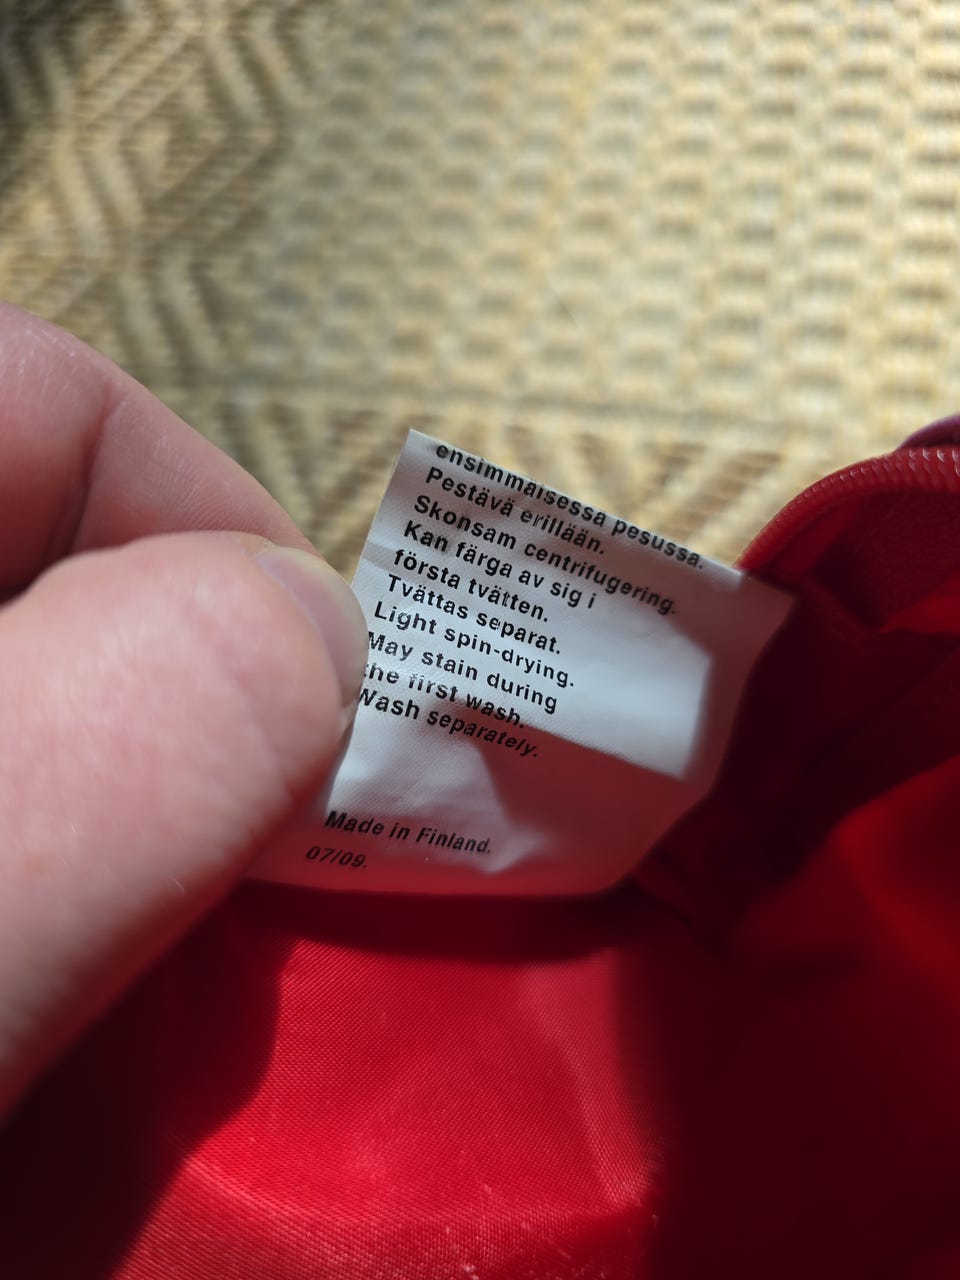 ensimmäisessä pesussa.
Pestävä erillään.
Skonsam centrifugering.
Kan färga av sig i
första tvätten.
Tvättas separat.
Light spin-drying.
May stain during
the first wash.
Wash separately.
Made in Finland.
07/09.